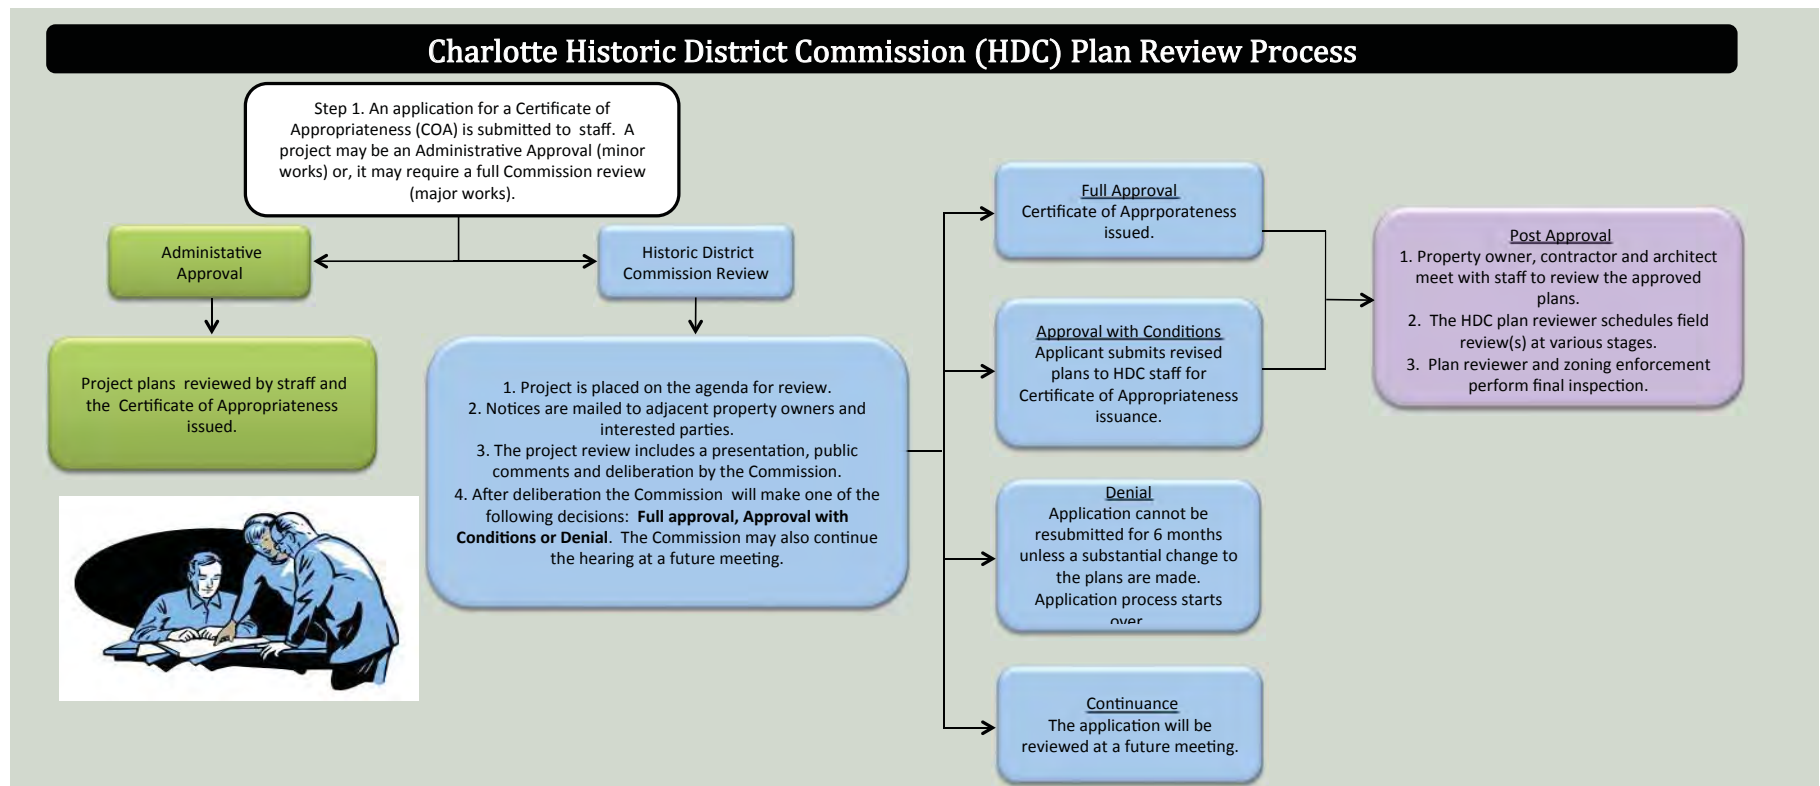 Charlotte Historic District Commission (HDC) Plan Review Process
Step 1. An application for a Certificate of
Appropriateness (COA) is submitted to staff. A
project may be an Administrative Approval (minor
works) or, it may require a full Commission review
(major works).
Administative
Approval
Historic District
Commission Review
Project plans reviewed by straff and
the Certificate of Appropriateness
issued.
1. Project is placed on the agenda for review.
2. Notices are mailed to adjacent property owners and
interested parties.
3. The project review includes a presentation, public
comments and deliberation by the Commission.
4. After deliberation the Commission will make one of the
following decisions: Full approval, Approval with
Conditions or Denial. The Commission may also continue
the hearing at a future meeting.
Full Approval
Certificate of Apprporateness
issued.
Approval with Conditions
Applicant submits revised
plans to HDC staff for
Certificate of Appropriateness
issuance.
Denial
Application cannot be
resubmitted for 6 months
unless a substantial change to
the plans are made.
Application process starts
over
Continuance
The application will be
reviewed at a future meeting.
Post Approval
1. Property owner, contractor and architect
meet with staff to review the approved
plans.
2. The HDC plan reviewer schedules field
review(s) at various stages.
3. Plan reviewer and zoning enforcement
perform final inspection.